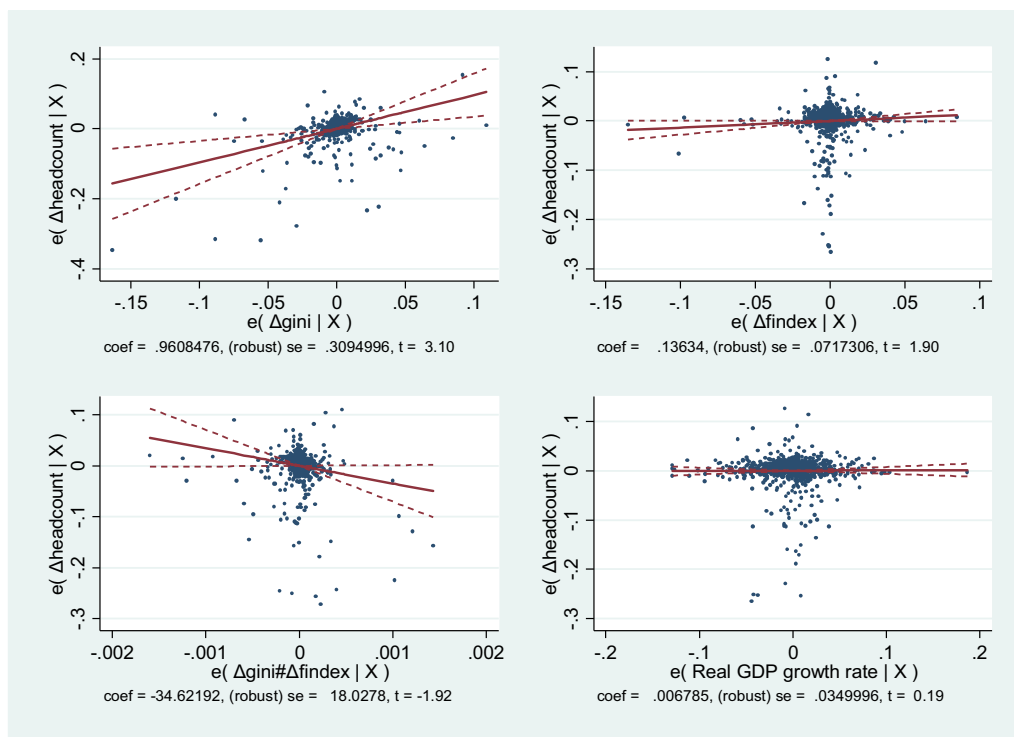 .2
0
-.2
-.4
e( Δheadcount | X )
-.15 -.1 -.05 0 .05 .1
e( Δgini | X )
coef = .9608476, (robust) se = .3094996, t = 3.10
.1
0
-.1
-.2
-.3
e( Δheadcount | X )
-.15 -.1 -.05 0 .05 .1
e( Δfindex | X )
coef = .13634, (robust) se = .0717306, t = 1.90
.1
0
-.1
-.2
-.3
e( Δheadcount | X )
-.002 -.001 0 .001 .002
e( Δgini#Δfindex | X )
coef = -34.62192, (robust) se = 18.0278, t = -1.92
.1
0
-.1
-.2
-.3
e( Δheadcount | X )
-.2 -.1 0 .1 .2
e( Real GDP growth rate | X )
coef = .006785, (robust) se = .0349996, t = 0.19